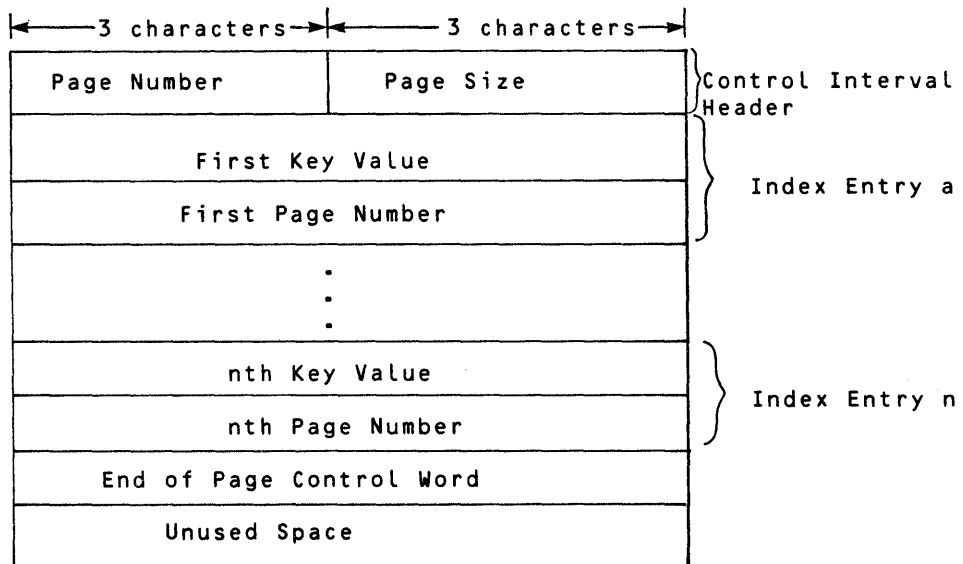 3 characters 3 characters
Page Number Page Size Control Interval
Header
First Key Value
Index Entry a
First Page Number
.
.
.
nth Key Value
Index Entry n
nth Page Number
End of Page Control Word
Unused Space